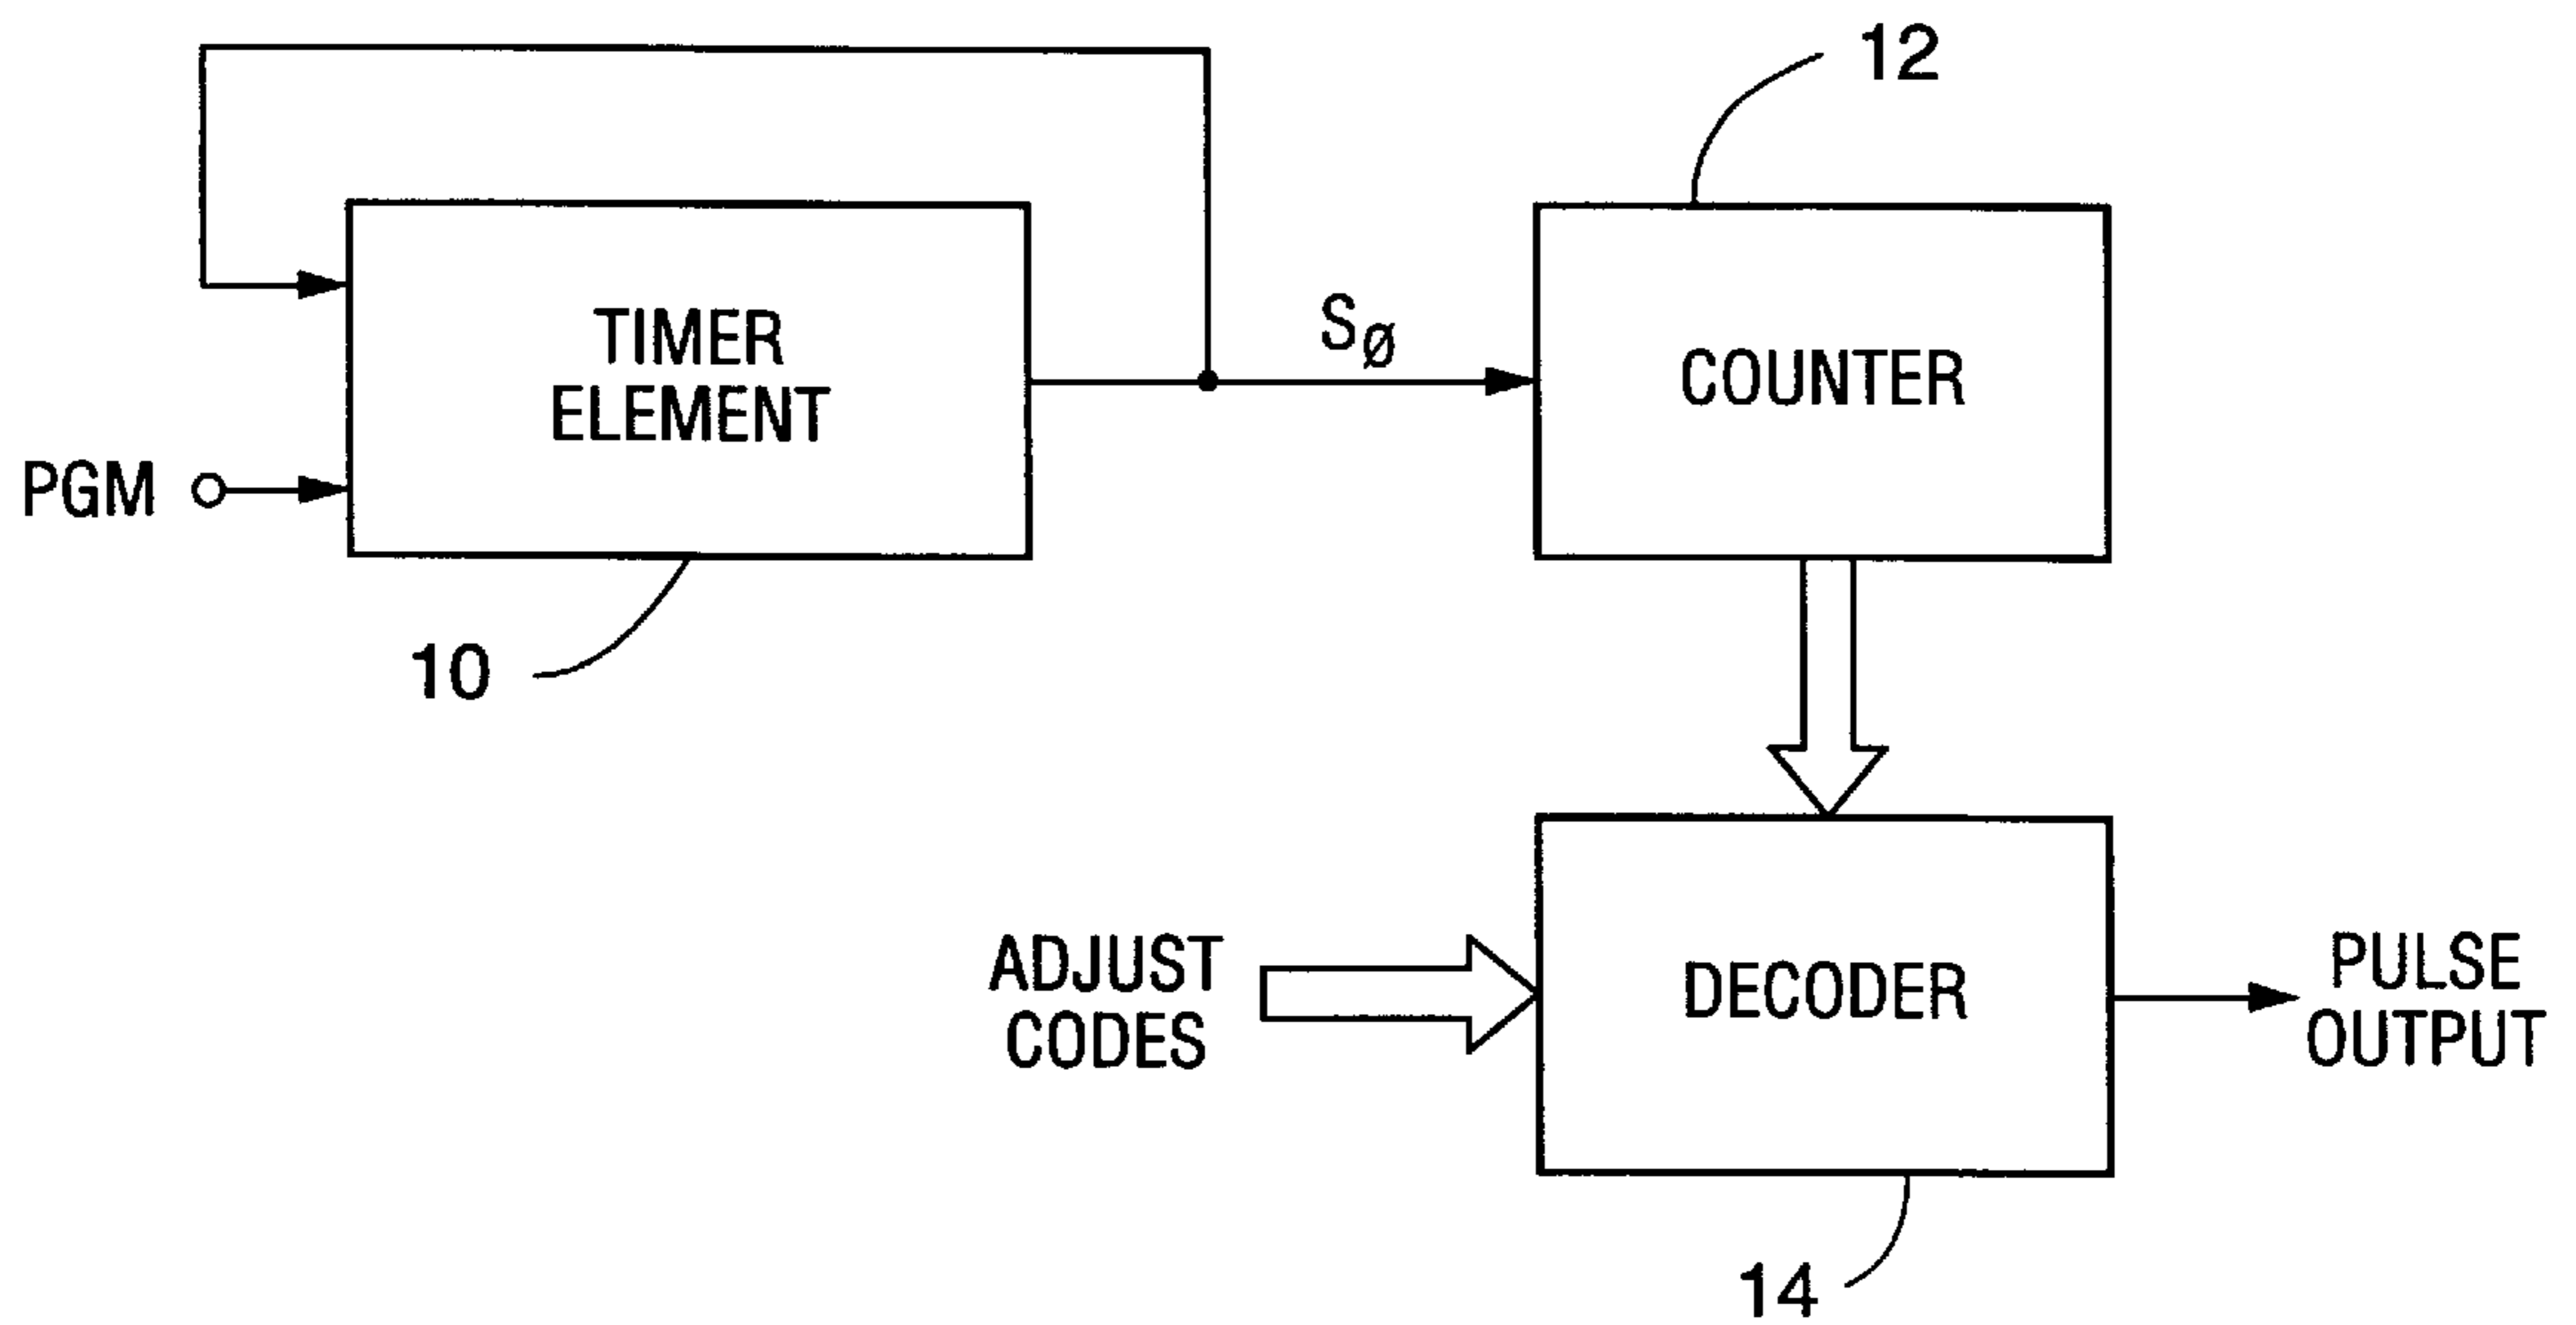 12
TIMER
ELEMENT
SØ
COUNTER
PGM
10
ADJUST
CODES
DECODER
PULSE
OUTPUT
14